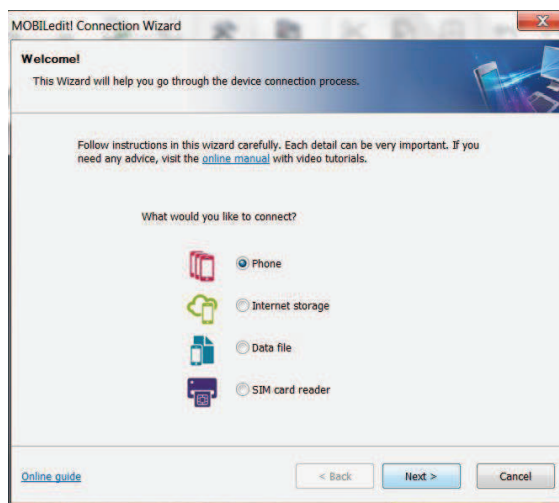 MOBILedit! Connection Wizard
Welcome!
This Wizard will help you go through the device connection process.
Follow instructions in this wizard carefully. Each detail can be very important. If you
need any advice, visit the online manual with video tutorials.
What would you like to connect?
Phone
Internet storage
Data file
SIM card reader
Online guide
< Back
Next >
Cancel